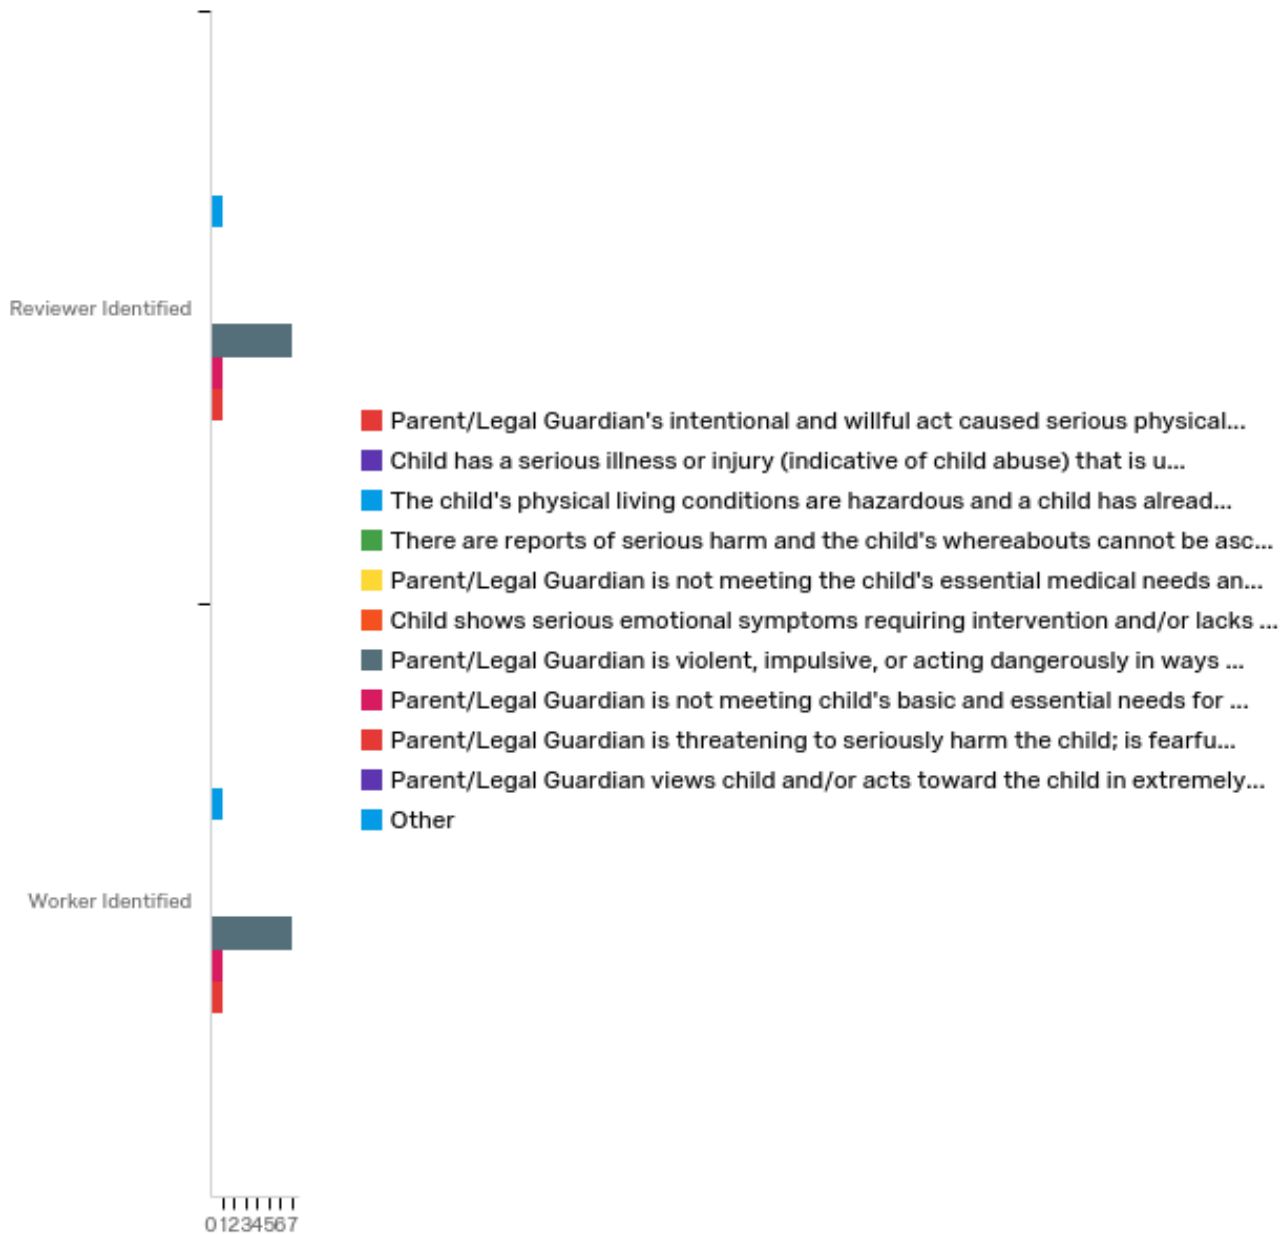 Reviewer Identified
Parent/Legal Guardian's intentional and willful act caused serious physical...
Child has a serious illness or injury (indicative of child abuse) that is u...
The child's physical living conditions are hazardous and a child has alread...
There are reports of serious harm and the child's whereabouts cannot be asc...
Parent/Legal Guardian is not meeting the child's essential medical needs an...
Child shows serious emotional symptoms requiring intervention and/or lacks ...
Parent/Legal Guardian is violent, impulsive, or acting dangerously in ways ...
Parent/Legal Guardian is not meeting child's basic and essential needs for ...
Parent/Legal Guardian is threatening to seriously harm the child; is fearfu...
Parent/Legal Guardian views child and/or acts toward the child in extremely...
Other
Worker Identified
01234567